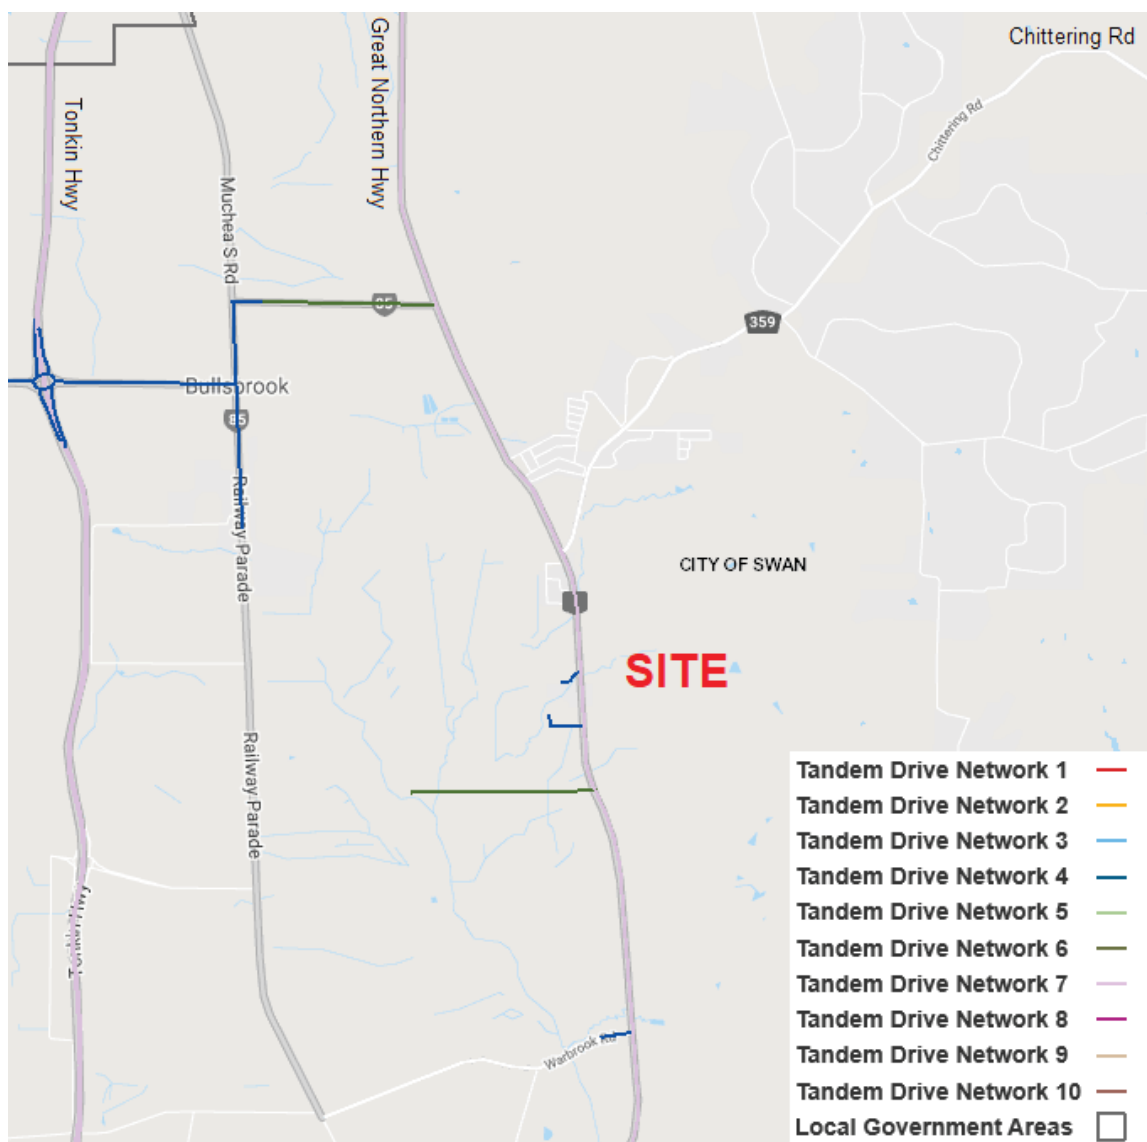 Chittering Rd
Great Northern Hwy
Tonkin Hwy
Chittering Rd
Muchea S Rd
85
359
Bullsbrook
85
Railway Parade
CITY OF SWAN
SITE
Railway Parade
Hwy
Warbrook Rd
Tandem Drive Network 1
Tandem Drive Network 2
Tandem Drive Network 3
Tandem Drive Network 4
Tandem Drive Network 5
Tandem Drive Network 6
Tandem Drive Network 7
Tandem Drive Network 8
Tandem Drive Network 9
Tandem Drive Network 10
Local Government Areas